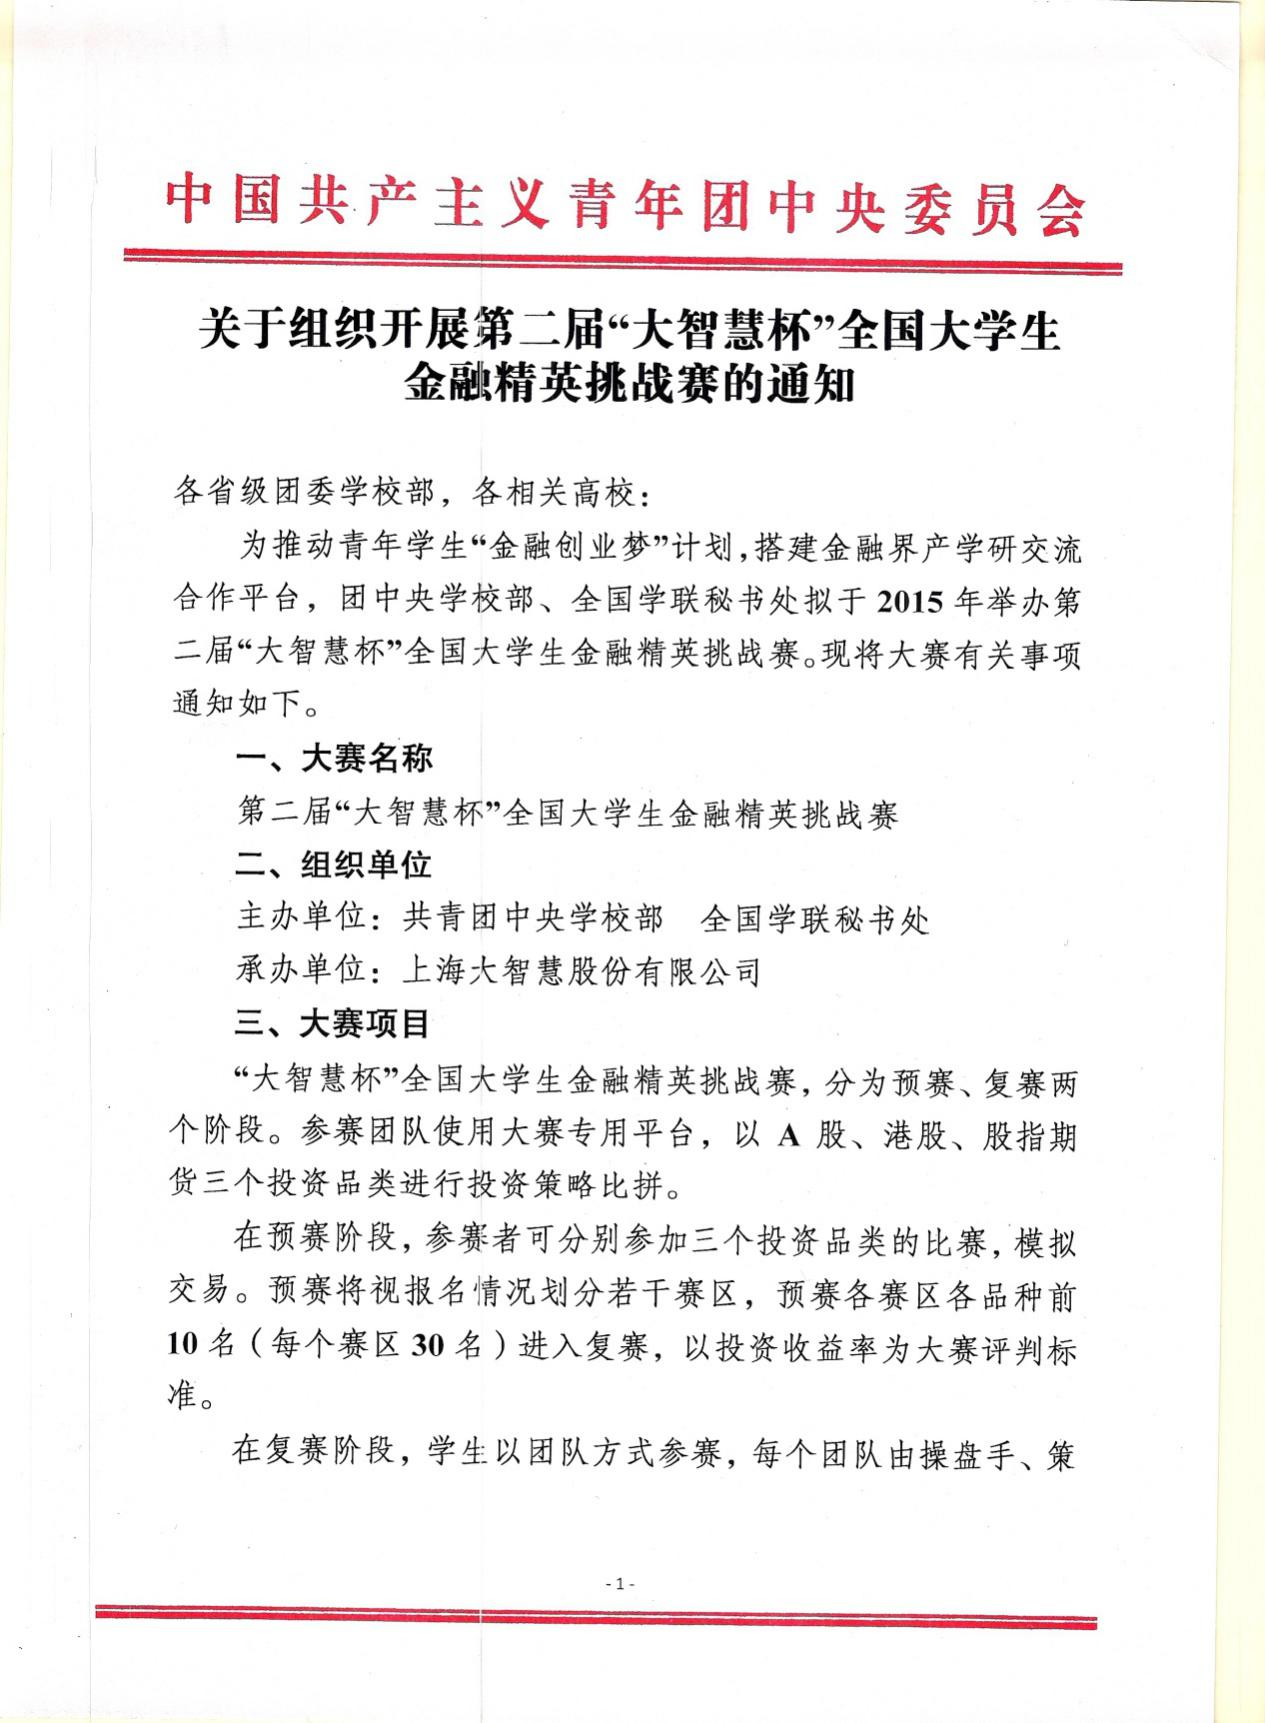 中国共产主义青年团中央委员会
关于组织开展第二届“大智慧杯”全国大学生
金融精英挑战赛的通知
各省级团委学校部，各相关高校：
为推动青年学生“金融创业梦”计划，搭建金融界产学研交流
合作平台，团中央学校部、全国学联秘书处拟于 2015 年举办第
二届“大智慧杯”全国大学生金融精英挑战赛。现将大赛有关事项
通知如下。
一、大赛名称
第二届“大智慧杯”全国大学生金融精英挑战赛
二、组织单位
主办单位：共青团中央学校部　全国学联秘书处
承办单位：上海大智慧股份有限公司
三、大赛项目
“大智慧杯”全国大学生金融精英挑战赛，分为预赛、复赛两
个阶段。参赛团队使用大赛专用平台，以 A 股、港股、股指期
货三个投资品类进行投资策略比拼。
在预赛阶段，参赛者可分别参加三个投资品类的比赛，模拟
交易。预赛将视报名情况划分若干赛区，预赛各赛区各品种前
10 名（每个赛区 30 名）进入复赛，以投资收益率为大赛评判标
准。
在复赛阶段，学生以团队方式参赛，每个团队由操盘手、策
- 1 -